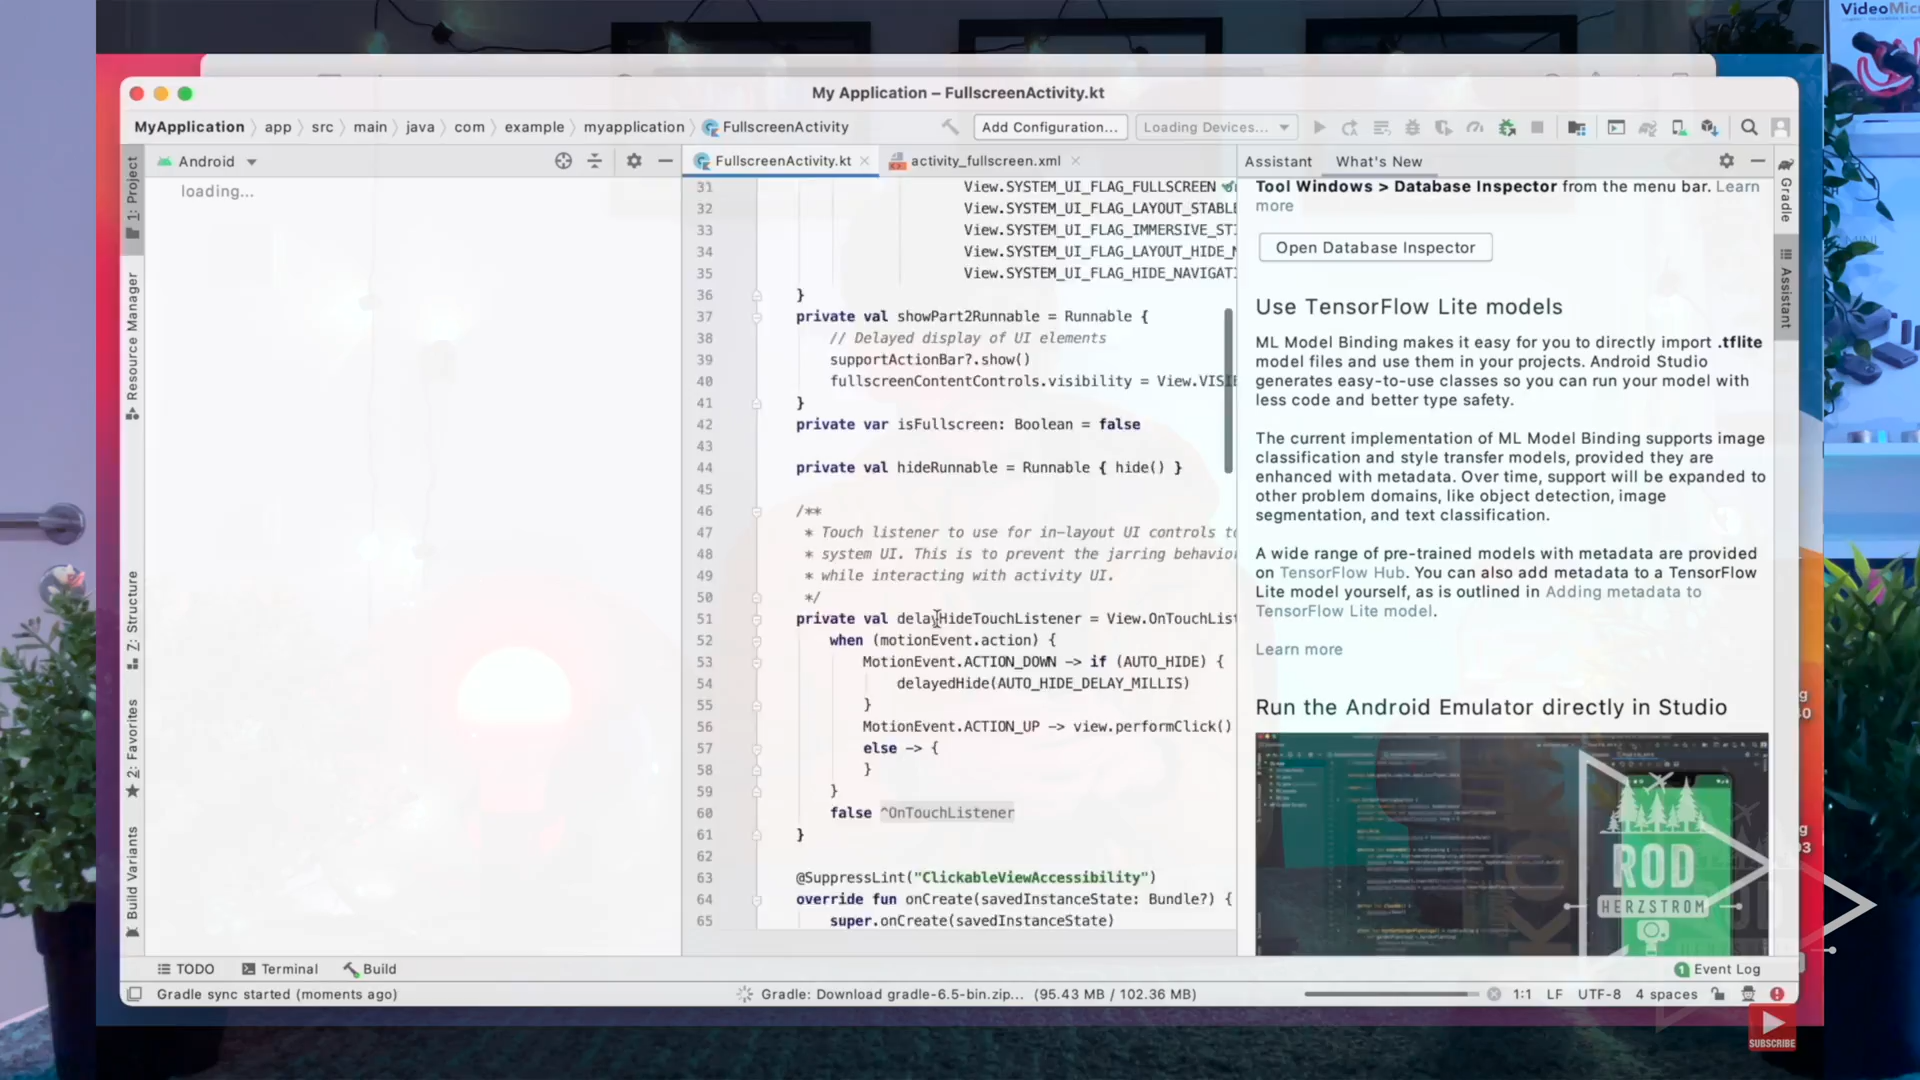 VideoMic
My Application – FullscreenActivity.kt
MyApplication app src main java com example myapplication FullscreenActivity Add Configuration... Loading Devices...
1: Project
Resource Manager
Z: Structure
2: Favorites
Build Variants
Android
loading...
FullscreenActivity.kt activity_fullscreen.xml
31 View.SYSTEM_UI_FLAG_FULLSCREEN
32 View.SYSTEM_UI_FLAG_LAYOUT_STABLE
33 View.SYSTEM_UI_FLAG_IMMERSIVE_STI
34 View.SYSTEM_UI_FLAG_LAYOUT_HIDE_N
35 View.SYSTEM_UI_FLAG_HIDE_NAVIGATI
36 }
37 private val showPart2Runnable = Runnable {
38 // Delayed display of UI elements
39 supportActionBar?.show()
40 fullscreenContentControls.visibility = View.VISIB
41 }
42 private var isFullscreen: Boolean = false
43
44 private val hideRunnable = Runnable { hide() }
45
46 /**
47 * Touch listener to use for in-layout UI controls to
48 * system UI. This is to prevent the jarring behavior
49 * while interacting with activity UI.
50 */
51 private val delayHideTouchListener = View.OnTouchList
52 when (motionEvent.action) {
53 MotionEvent.ACTION_DOWN -> if (AUTO_HIDE) {
54 delayedHide(AUTO_HIDE_DELAY_MILLIS)
55 }
56 MotionEvent.ACTION_UP -> view.performClick()
57 else -> {
58 }
59 }
60 false ^OnTouchListener
61 }
62
63 @SuppressLint("ClickableViewAccessibility")
64 override fun onCreate(savedInstanceState: Bundle?) {
65 super.onCreate(savedInstanceState)
Assistant What's New
Tool Windows > Database Inspector from the menu bar. Learn
more
Open Database Inspector
Use TensorFlow Lite models
ML Model Binding makes it easy for you to directly import .tflite
model files and use them in your projects. Android Studio
generates easy-to-use classes so you can run your model with
less code and better type safety.
The current implementation of ML Model Binding supports image
classification and style transfer models, provided they are
enhanced with metadata. Over time, support will be expanded to
other problem domains, like object detection, image
segmentation, and text classification.
A wide range of pre-trained models with metadata are provided
on TensorFlow Hub. You can also add metadata to a TensorFlow
Lite model yourself, as is outlined in Adding metadata to
TensorFlow Lite model.
Learn more
Run the Android Emulator directly in Studio
ROD
HERZSTROM
Gradle
Assistant
TODO Terminal Build
1 Event Log
Gradle sync started (moments ago) Gradle: Download gradle-6.5-bin.zip... (95.43 MB / 102.36 MB) 1:1 LF UTF-8 4 spaces
SUBSCRIBE